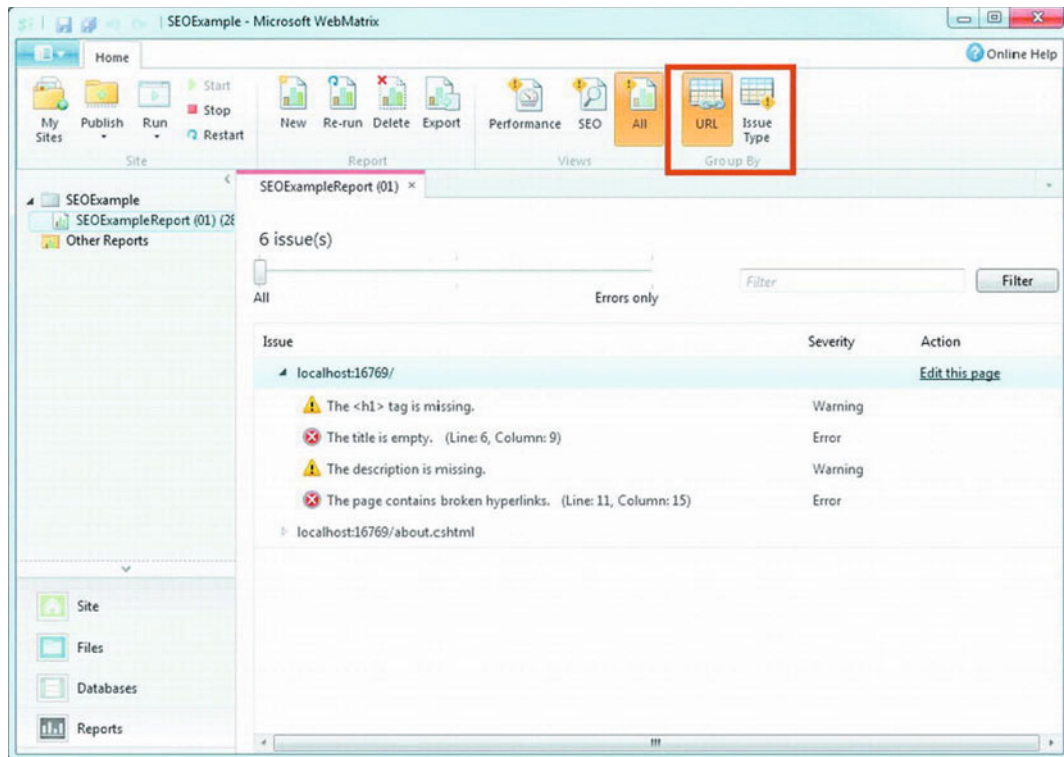 SEOExample - Microsoft WebMatrix
Home
Online Help
My Sites
Publish
Run
Start
Stop
Restart
Site
New
Re-run
Delete
Export
Report
Performance
SEO
All
Views
URL
Issue Type
Group By
SEOExample
SEOExampleReport (01) (28
Other Reports
SEOExampleReport (01)
6 issue(s)
All
Errors only
Filter
Filter
Issue Severity Action
localhost:16769/ Edit this page
The <h1> tag is missing. Warning
The title is empty. (Line: 6, Column: 9) Error
The description is missing. Warning
The page contains broken hyperlinks. (Line: 11, Column: 15) Error
localhost:16769/about.cshtml
Site
Files
Databases
Reports